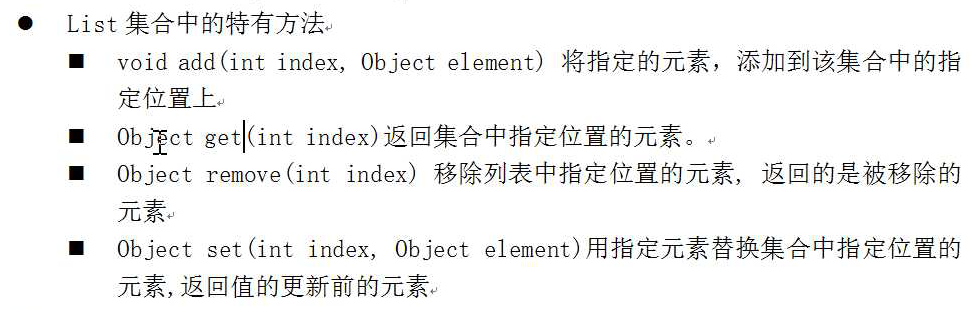 ● List 集合中的特有方法
■ void add(int index, Object element) 将指定的元素，添加到该集合中的指
定位置上
■ Object get(int index)返回集合中指定位置的元素。
■ Object remove(int index) 移除列表中指定位置的元素, 返回的是被移除的
元素
■ Object set(int index, Object element)用指定元素替换集合中指定位置的
元素,返回值的更新前的元素